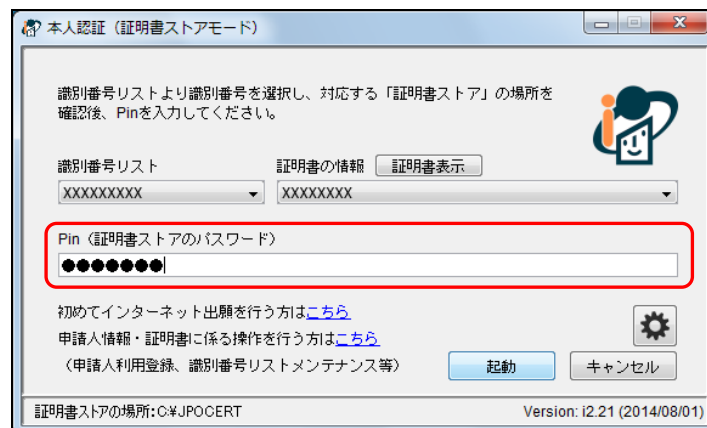 本人認証（証明書ストアモード）
識別番号リストより識別番号を選択し、対応する「証明書ストア」の場所を
確認後、Pinを入力してください。
識別番号リスト 証明書の情報 証明書表示
XXXXXXXXX XXXXXXXX
Pin（証明書ストアのパスワード）
●●●●●●●
初めてインターネット出願を行う方はこちら
申請人情報・証明書に係る操作を行う方はこちら
（申請人利用登録、識別番号リストメンテナンス等） 起動 キャンセル
証明書ストアの場所:C:¥JPOCERT Version: i2.21 (2014/08/01)